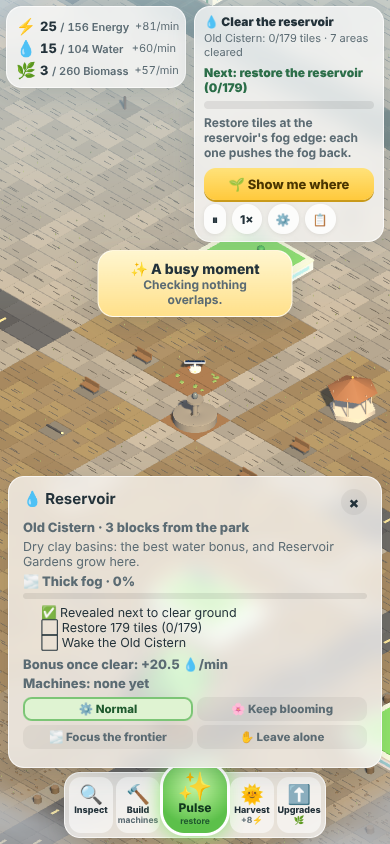 ⚡ 25 / 156 Energy +81/min
💧 15 / 104 Water +60/min
🌿 3 / 260 Biomass +57/min
💧 Clear the reservoir
Old Cistern: 0/179 tiles · 7 areas
cleared
Next: restore the reservoir
(0/179)
Restore tiles at the
reservoir's fog edge: each
one pushes the fog back.
🌱 Show me where
⏸ 1× ⚙️ 📋
✨ A busy moment
Checking nothing
overlaps.
💧 Reservoir ✖
Old Cistern · 3 blocks from the park
Dry clay basins: the best water bonus, and Reservoir
Gardens grow here.
🌫️ Thick fog · 0%
✅ Revealed next to clear ground
⬜ Restore 179 tiles (0/179)
⬜ Wake the Old Cistern
Bonus once clear: +20.5 💧/min
Machines: none yet
⚙️ Normal
🌸 Keep blooming
🌫️ Focus the frontier
✋ Leave alone
🔍 Inspect
🔨 Build
machines
✨ Pulse
restore
🌞 Harvest
+8⚡
⬆️ Upgrades
🌿